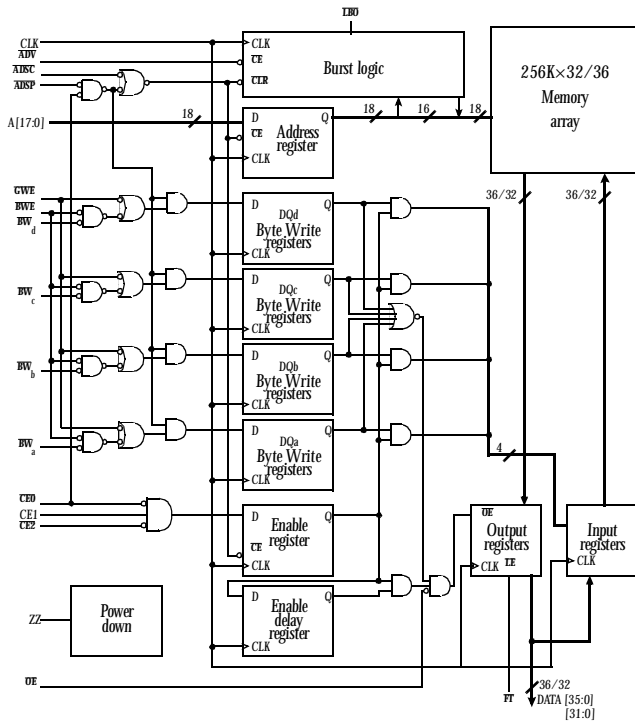 LBO
CLK
ADV
ADSC
ADSP
CLK
CE
CLR
Burst logic
256K×32/36
Memory
array
A[17:0]
18
D
Q
CE
CLK
Address
register
18
16
18
GWE
BWE
BW
d
D
DQd
Q
Byte Write
registers
CLK
36/32
36/32
BW
c
D
DQc
Q
Byte Write
registers
CLK
BW
b
D
DQb
Q
Byte Write
registers
CLK
BW
a
D
DQa
Q
Byte Write
registers
CLK
4
CE0
CE1
CE2
D
Q
Enable
register
CE
CLK
OE
Output
registers
CLK
LE
Input
registers
CLK
ZZ
Power
down
D
Q
Enable
delay
register
CLK
OE
FT
36/32
DATA [35:0]
[31:0]